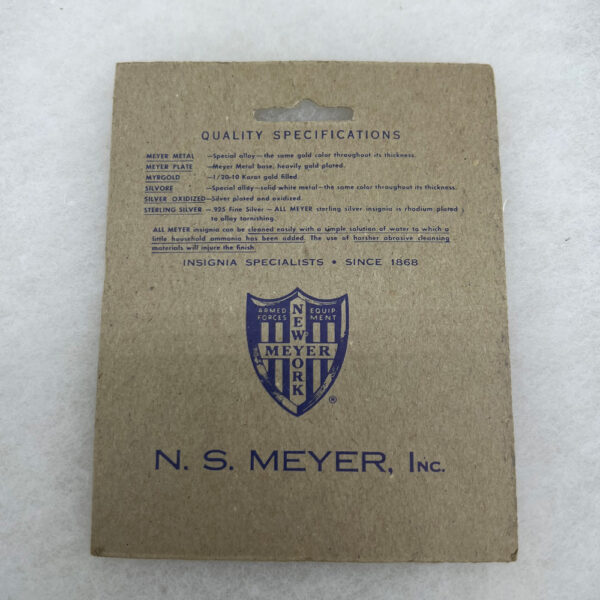 QUALITY SPECIFICATIONS
MEYER METAL —Special alloy—the same gold color throughout its thickness.
MEYER PLATE —Meyer Metal base, heavily gold plated.
MYRGOLD —1/20-10 Karat gold filled.
SILVORE —Special alloy—solid white metal—the same color throughout its thickness.
SILVER OXIDIZED—Silver plated and oxidized.
STERLING SILVER —.925 Fine Silver — ALL MEYER sterling silver insignia is rhodium plated
to allay tarnishing.
ALL MEYER insignia can be cleaned easily with a simple solution of water to which a
little household ammonia has been added. The use of harsher abrasive cleansing
materials will injure the finish.
INSIGNIA SPECIALISTS • SINCE 1868
ARMED FORCES EQUIPMENT
NEW YORK
MEYER
®
N. S. MEYER, INC.